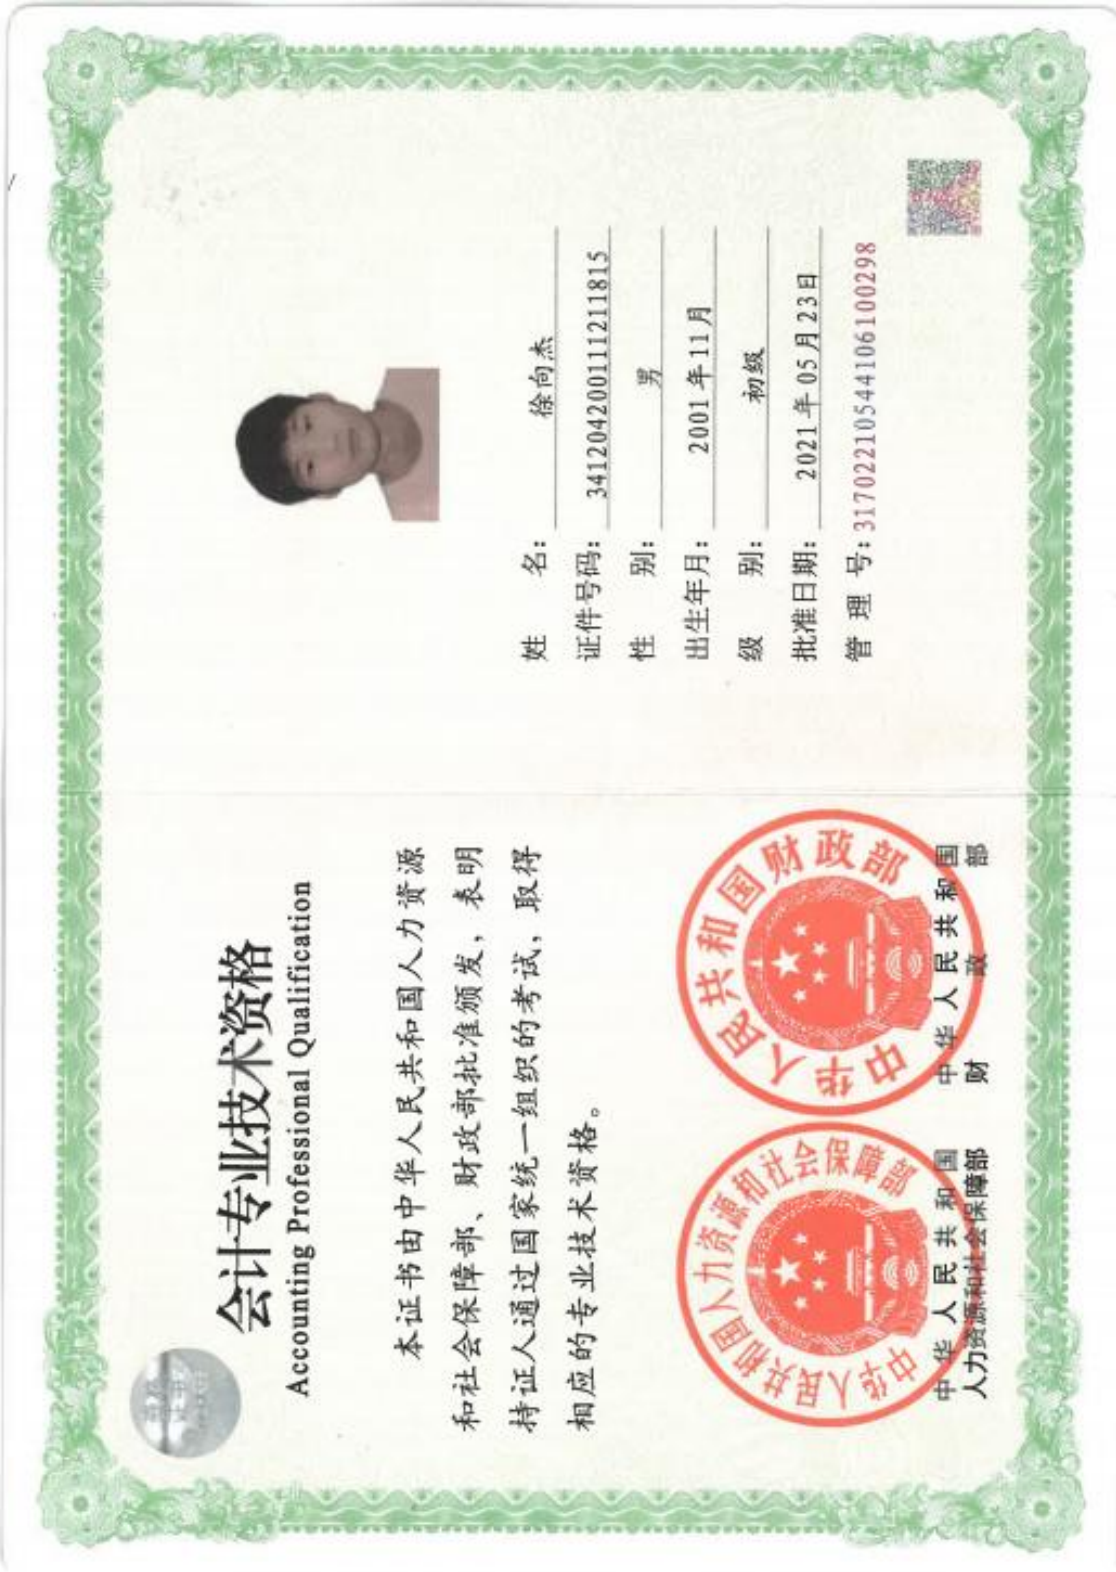 会计专业技术资格
Accounting Professional Qualification
本证书由中华人民共和国人力资源
和社会保障部、财政部批准颁发，表明
持证人通过国家统一组织的考试，取得
相应的专业技术资格。
中华人民共和国人力资源和社会保障部
中华人民共和国
人力资源和社会保障部
中华人民共和国财政部
中华人民共和国
财政部
姓名：徐向杰
证件号码：341204200111211815
性别：男
出生年月：2001年11月
级别：初级
批准日期：2021年05月23日
管理号：31702210544106100298